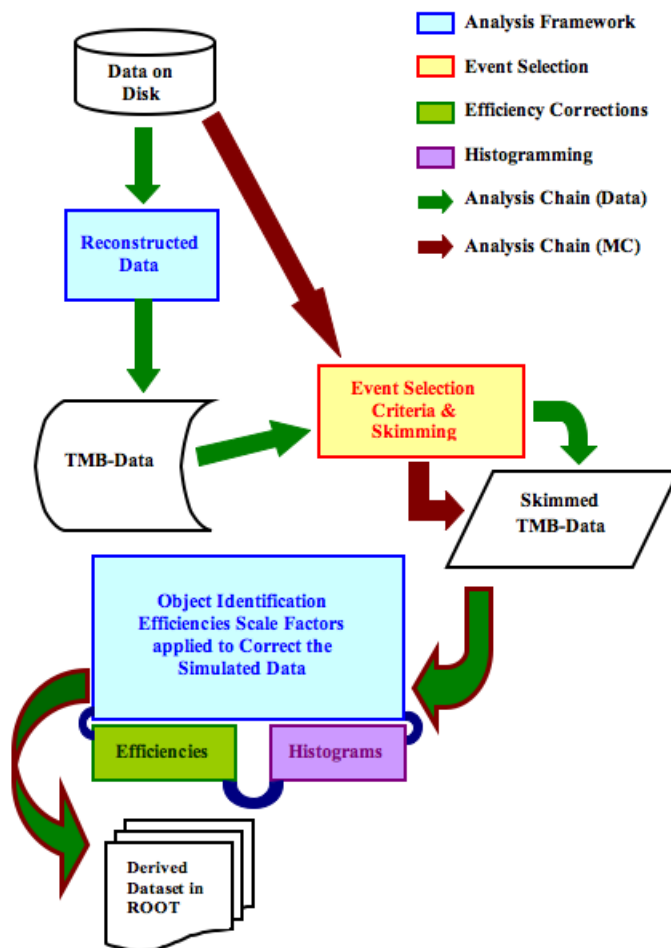 Data on
Disk
Analysis Framework
Event Selection
Efficiency Corrections
Histogramming
Analysis Chain (Data)
Analysis Chain (MC)
Reconstructed
Data
Event Selection
Criteria &
Skimming
TMB-Data
Skimmed
TMB-Data
Object Identification
Efficiencies Scale Factors
applied to Correct the
Simulated Data
Efficiencies
Histograms
Derived
Dataset in
ROOT